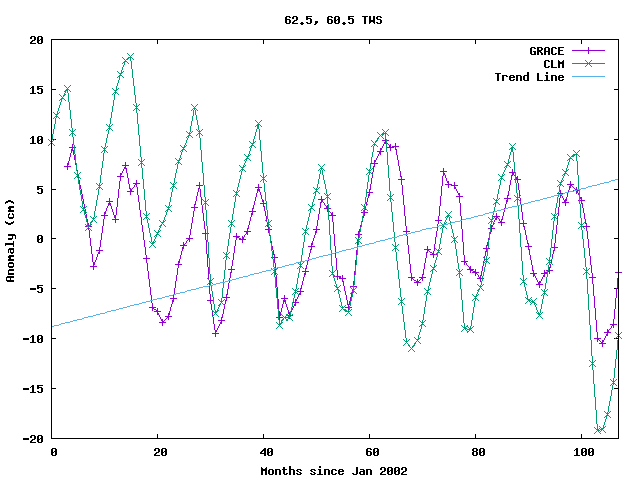 62.5, 60.5 TWS
GRACE
CLM
Trend Line
20
15
10
5
0
-5
-10
-15
-20
Anomaly (cm)
0 20 40 60 80 100
Months since Jan 2002